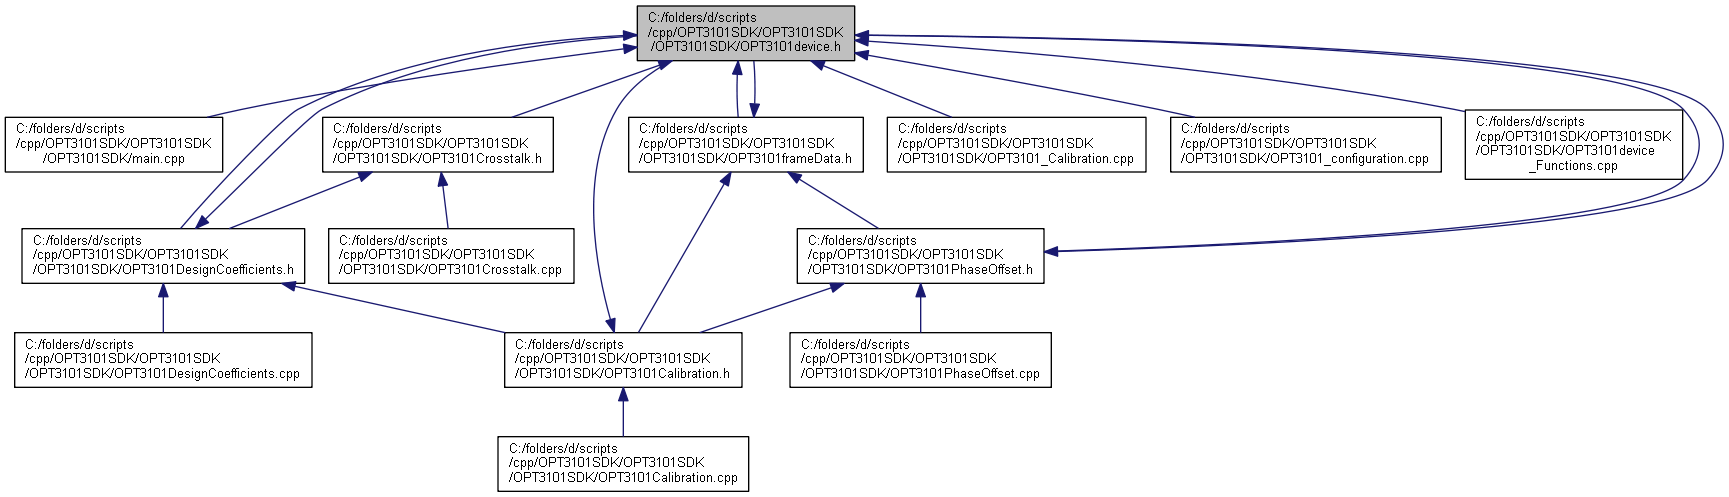 C:/folders/d/scripts
/cpp/OPT3101SDK/OPT3101SDK
/OPT3101SDK/OPT3101device.h
C:/folders/d/scripts
/cpp/OPT3101SDK/OPT3101SDK
/OPT3101SDK/main.cpp
C:/folders/d/scripts
/cpp/OPT3101SDK/OPT3101SDK
/OPT3101SDK/OPT3101Crosstalk.h
C:/folders/d/scripts
/cpp/OPT3101SDK/OPT3101SDK
/OPT3101SDK/OPT3101frameData.h
C:/folders/d/scripts
/cpp/OPT3101SDK/OPT3101SDK
/OPT3101SDK/OPT3101_Calibration.cpp
C:/folders/d/scripts
/cpp/OPT3101SDK/OPT3101SDK
/OPT3101SDK/OPT3101_configuration.cpp
C:/folders/d/scripts
/cpp/OPT3101SDK/OPT3101SDK
/OPT3101SDK/OPT3101device
_Functions.cpp
C:/folders/d/scripts
/cpp/OPT3101SDK/OPT3101SDK
/OPT3101SDK/OPT3101DesignCoefficients.h
C:/folders/d/scripts
/cpp/OPT3101SDK/OPT3101SDK
/OPT3101SDK/OPT3101Crosstalk.cpp
C:/folders/d/scripts
/cpp/OPT3101SDK/OPT3101SDK
/OPT3101SDK/OPT3101PhaseOffset.h
C:/folders/d/scripts
/cpp/OPT3101SDK/OPT3101SDK
/OPT3101SDK/OPT3101DesignCoefficients.cpp
C:/folders/d/scripts
/cpp/OPT3101SDK/OPT3101SDK
/OPT3101SDK/OPT3101Calibration.h
C:/folders/d/scripts
/cpp/OPT3101SDK/OPT3101SDK
/OPT3101SDK/OPT3101PhaseOffset.cpp
C:/folders/d/scripts
/cpp/OPT3101SDK/OPT3101SDK
/OPT3101SDK/OPT3101Calibration.cpp